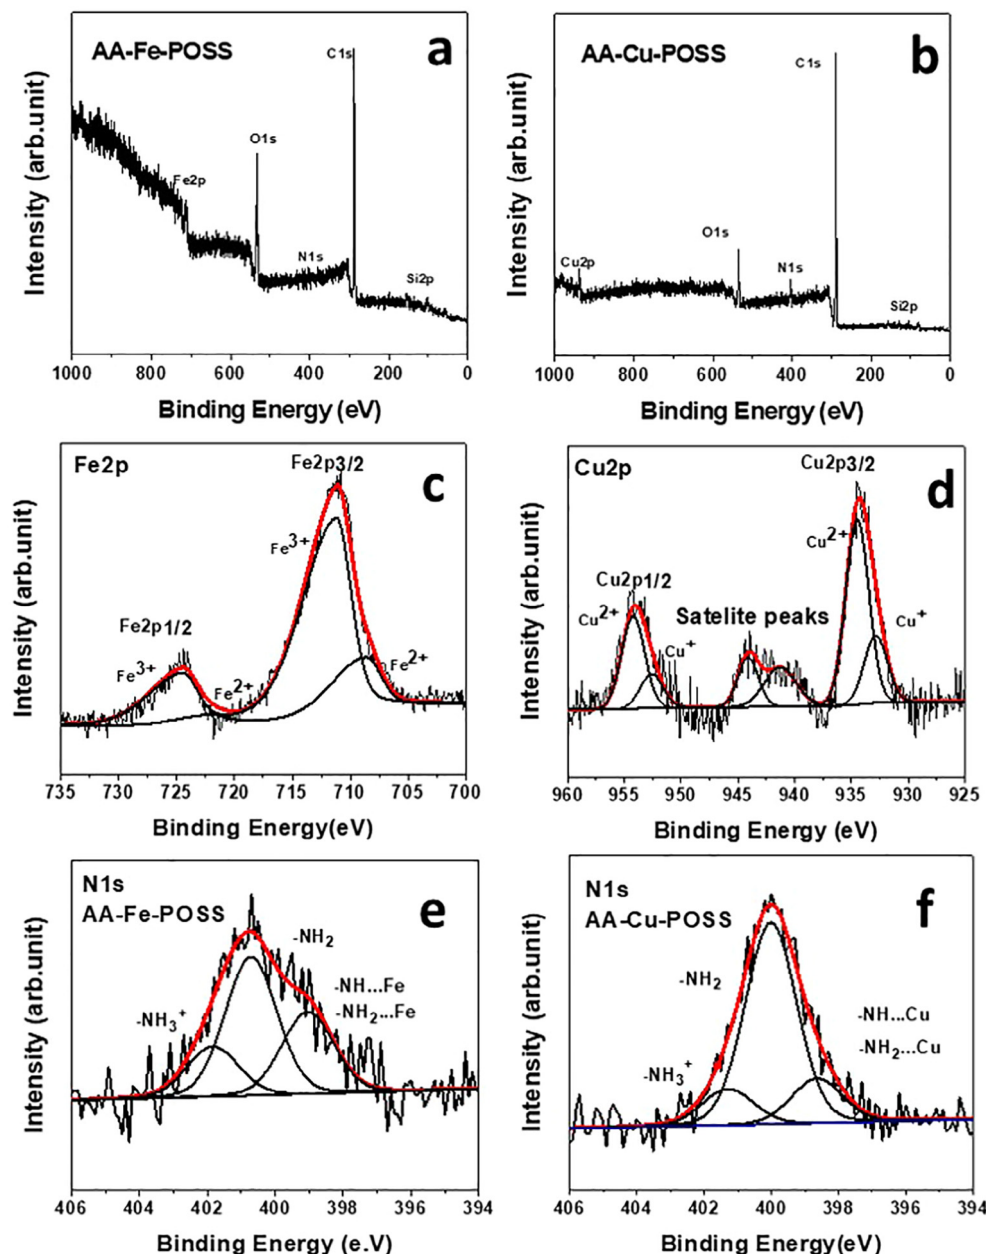 AA-Fe-POSS
a
C1s
O1s
Fe2p
N1s
Si2p
Intensity (arb.unit)
1000 800 600 400 200 0
Binding Energy (eV)
AA-Cu-POSS
b
C1s
O1s
Cu2p
N1s
Si2p
Intensity (arb.unit)
1000 800 600 400 200 0
Binding Energy (eV)
Fe2p
c
Fe2p3/2
Fe3+
Fe2p1/2
Fe3+
Fe2+
Fe2+
Intensity (arb.unit)
735 730 725 720 715 710 705 700
Binding Energy(eV)
Cu2p
d
Cu2p3/2
Cu2+
Cu2p1/2
Cu2+
Satelite peaks
Cu+
Cu+
Intensity (arb.unit)
960 955 950 945 940 935 930 925
Binding Energy (eV)
N1s
AA-Fe-POSS
e
-NH2
-NH...Fe
-NH2...Fe
-NH3+
Intensity (arb.unit)
406 404 402 400 398 396 394
Binding Energy (e.V)
N1s
AA-Cu-POSS
f
-NH2
-NH...Cu
-NH2...Cu
-NH3+
Intensity (arb.unit)
406 404 402 400 398 396 394
Binding Energy(eV)